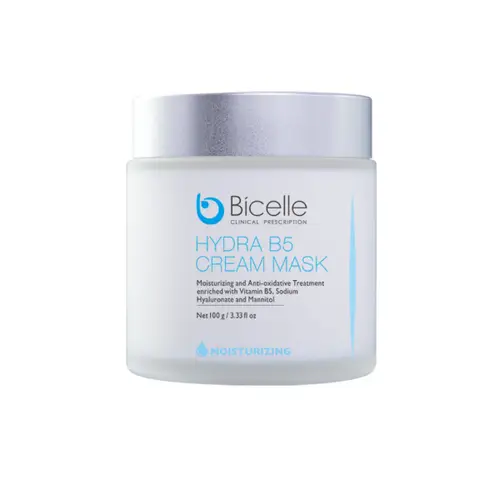 Bicelle
CLINICAL PRESCRIPTION
HYDRA B5
CREAM MASK
Moisturizing and Anti-oxidative Treatment
enriched with Vitamin B5, Sodium
Hyaluronate and Mannitol
Net 100 g / 3.33 fl oz
MOISTURIZING